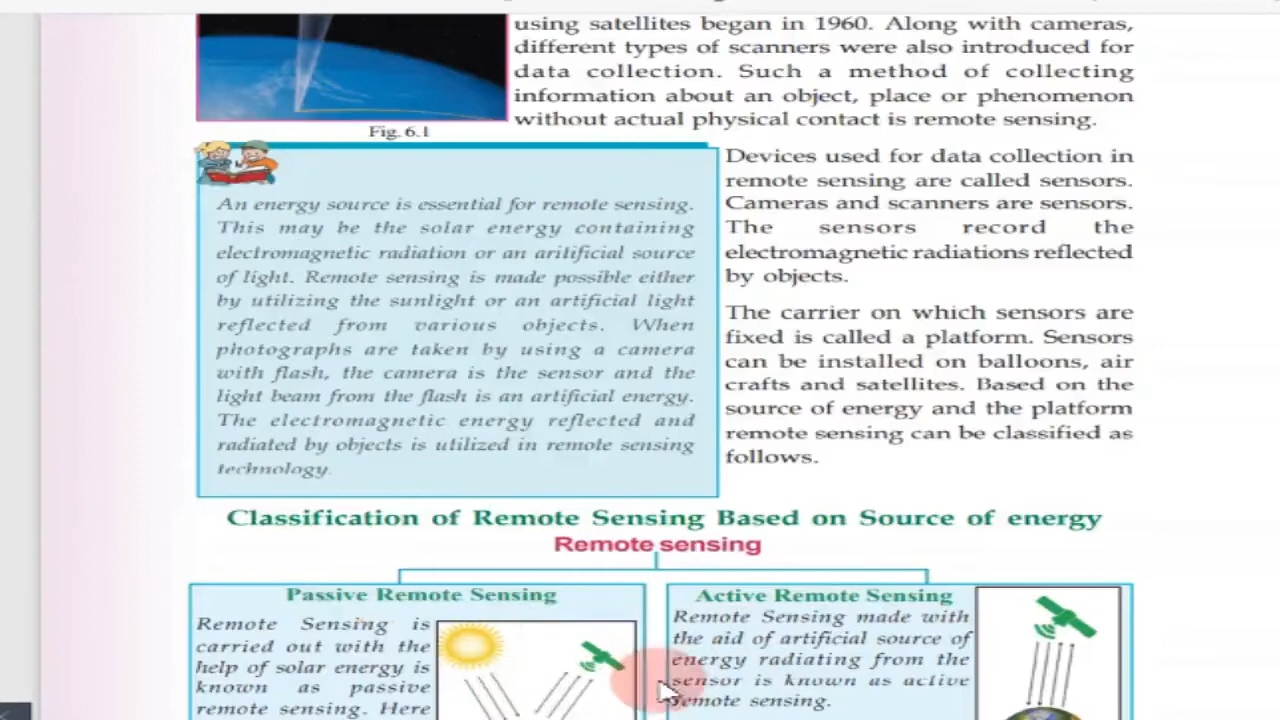 using satellites began in 1960. Along with cameras,
different types of scanners were also introduced for
data collection. Such a method of collecting
information about an object, place or phenomenon
without actual physical contact is remote sensing.
Fig. 6.1
An energy source is essential for remote sensing.
This may be the solar energy containing
electromagnetic radiation or an aritificial source
of light. Remote sensing is made possible either
by utilizing the sunlight or an artificial light
reflected from various objects. When
photographs are taken by using a camera
with flash, the camera is the sensor and the
light beam from the flash is an artificial energy.
The electromagnetic energy reflected and
radiated by objects is utilized in remote sensing
technology.
Devices used for data collection in
remote sensing are called sensors.
Cameras and scanners are sensors.
The sensors record the
electromagnetic radiations reflected
by objects.
The carrier on which sensors are
fixed is called a platform. Sensors
can be installed on balloons, air
crafts and satellites. Based on the
source of energy and the platform
remote sensing can be classified as
follows.
Classification of Remote Sensing Based on Source of energy
Remote sensing
Passive Remote Sensing
Remote Sensing is
carried out with the
help of solar energy is
known as passive
remote sensing. Here
Active Remote Sensing
Remote Sensing made with
the aid of artificial source of
energy radiating from the
sensor is known as active
remote sensing.